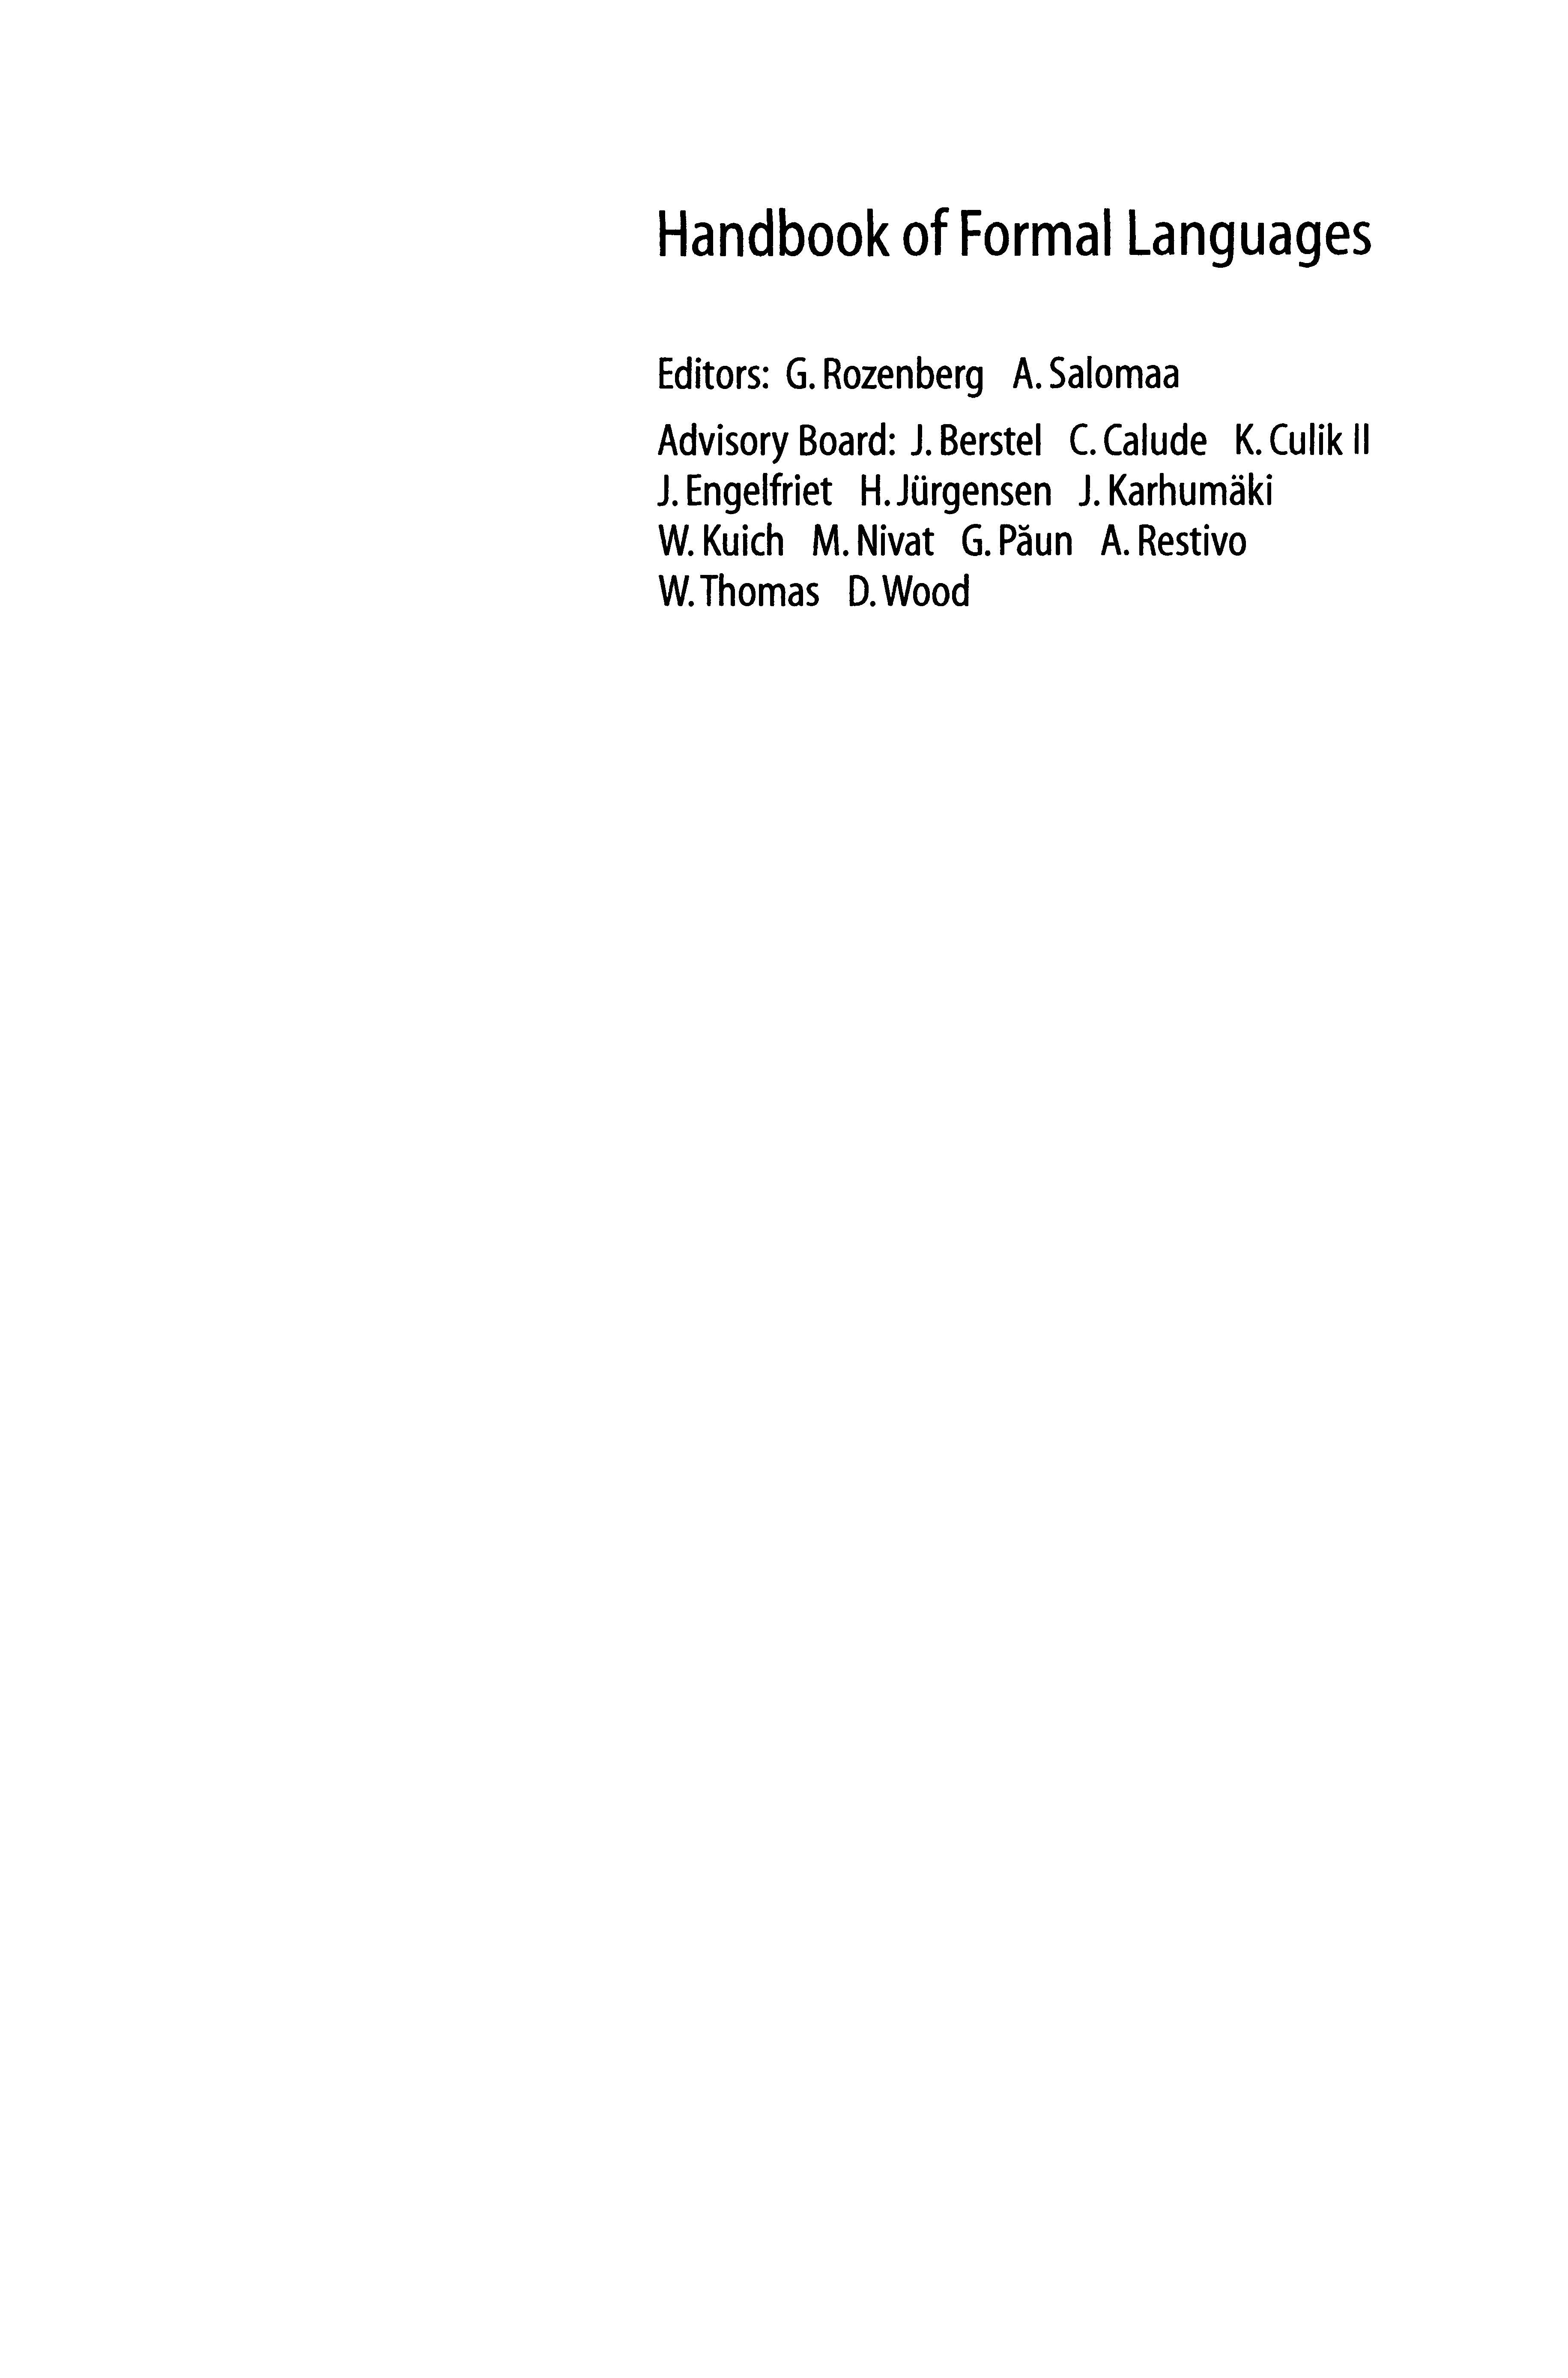 Handbook of Formal Languages
Editors: G. Rozenberg A. Salomaa
Advisory Board: J. Berstel C. Calude K. Culik II
J. Engelfriet H. Jürgensen J. Karhumäki
W. Kuich M. Nivat G. Păun A. Restivo
W. Thomas D. Wood